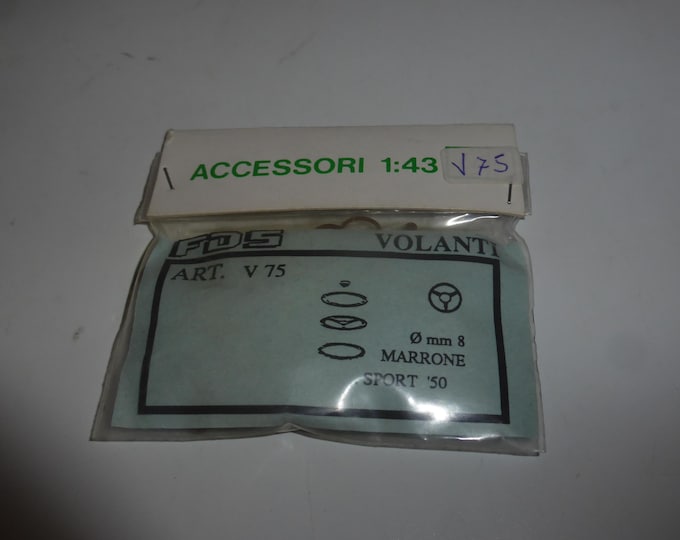 ACCESSORI 1:43
V75
FDS
VOLANTI
ART. V 75
Ø mm 8
MARRONE
SPORT '50